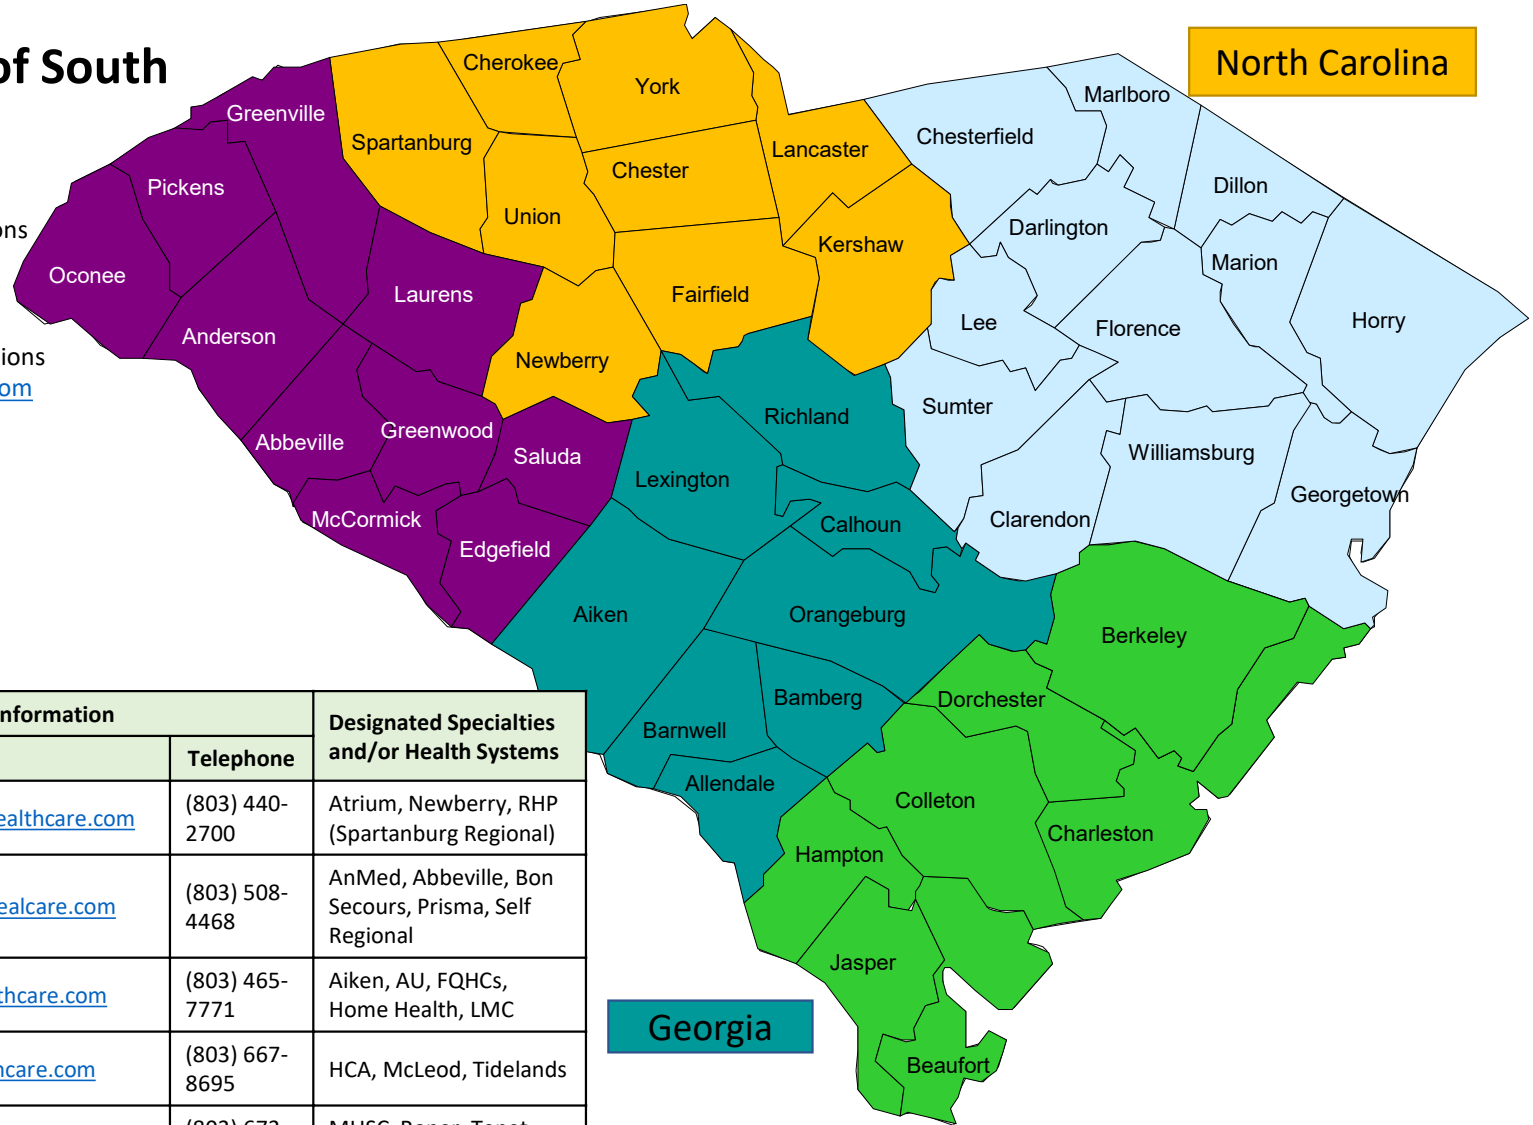 of South
North Carolina
ons
ions
om
Cherokee
York
Greenville
Spartanburg
Marlboro
Chesterfield
Lancaster
Chester
Pickens
Dillon
Union
Darlington
Kershaw
Oconee
Marion
Laurens
Fairfield
Anderson
Lee
Florence
Horry
Newberry
Richland
Sumter
Greenwood
Abbeville
Saluda
Williamsburg
Lexington
Georgetown
McCormick
Calhoun
Clarendon
Edgefield
Aiken
Orangeburg
Berkeley
Bamberg
Dorchester
Barnwell
Allendale
Colleton
Charleston
Hampton
Jasper
Beaufort
Georgia
nformation
Designated Specialties
and/or Health Systems
Telephone
ealthcare.com
(803) 440-
2700
Atrium, Newberry, RHP
(Spartanburg Regional)
ealcare.com
(803) 508-
4468
AnMed, Abbeville, Bon
Secours, Prisma, Self
Regional
thcare.com
(803) 465-
7771
Aiken, AU, FQHCs,
Home Health, LMC
hcare.com
(803) 667-
8695
HCA, McLeod, Tidelands